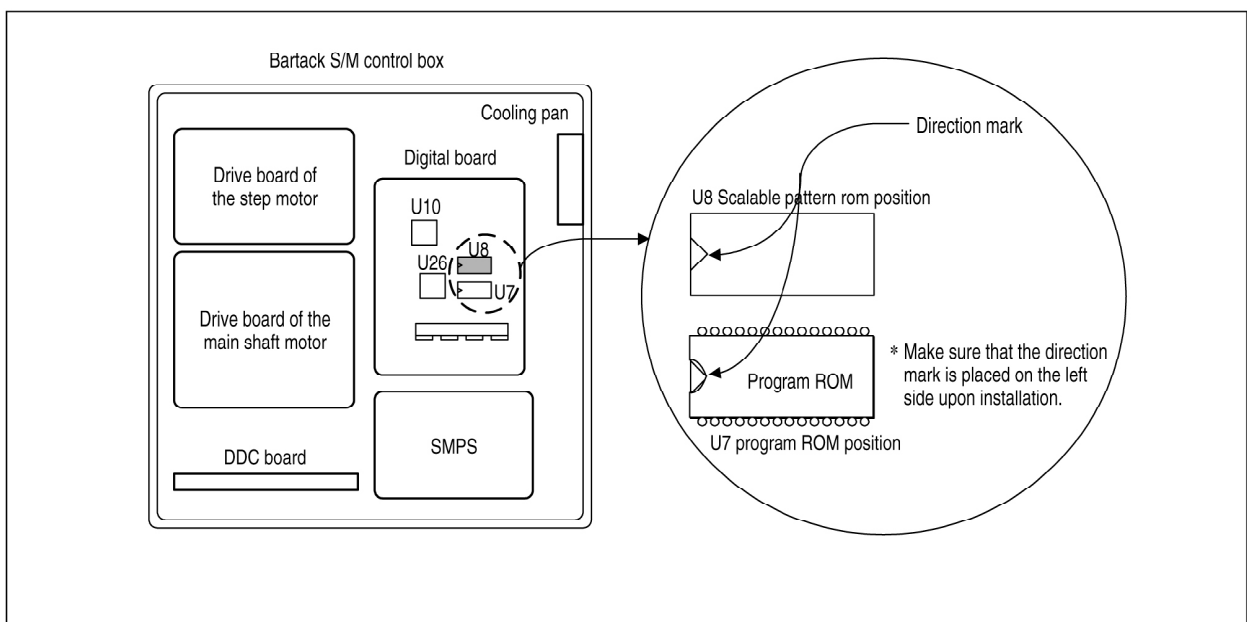 Bartack S/M control box
Cooling pan
Drive board of
the step motor
Digital board
U10
U8
U26
U7
Drive board of the
main shaft motor
DDC board
SMPS
Direction mark
U8 Scalable pattern rom position
Program ROM
U7 program ROM position
* Make sure that the direction
mark is placed on the left
side upon installation.